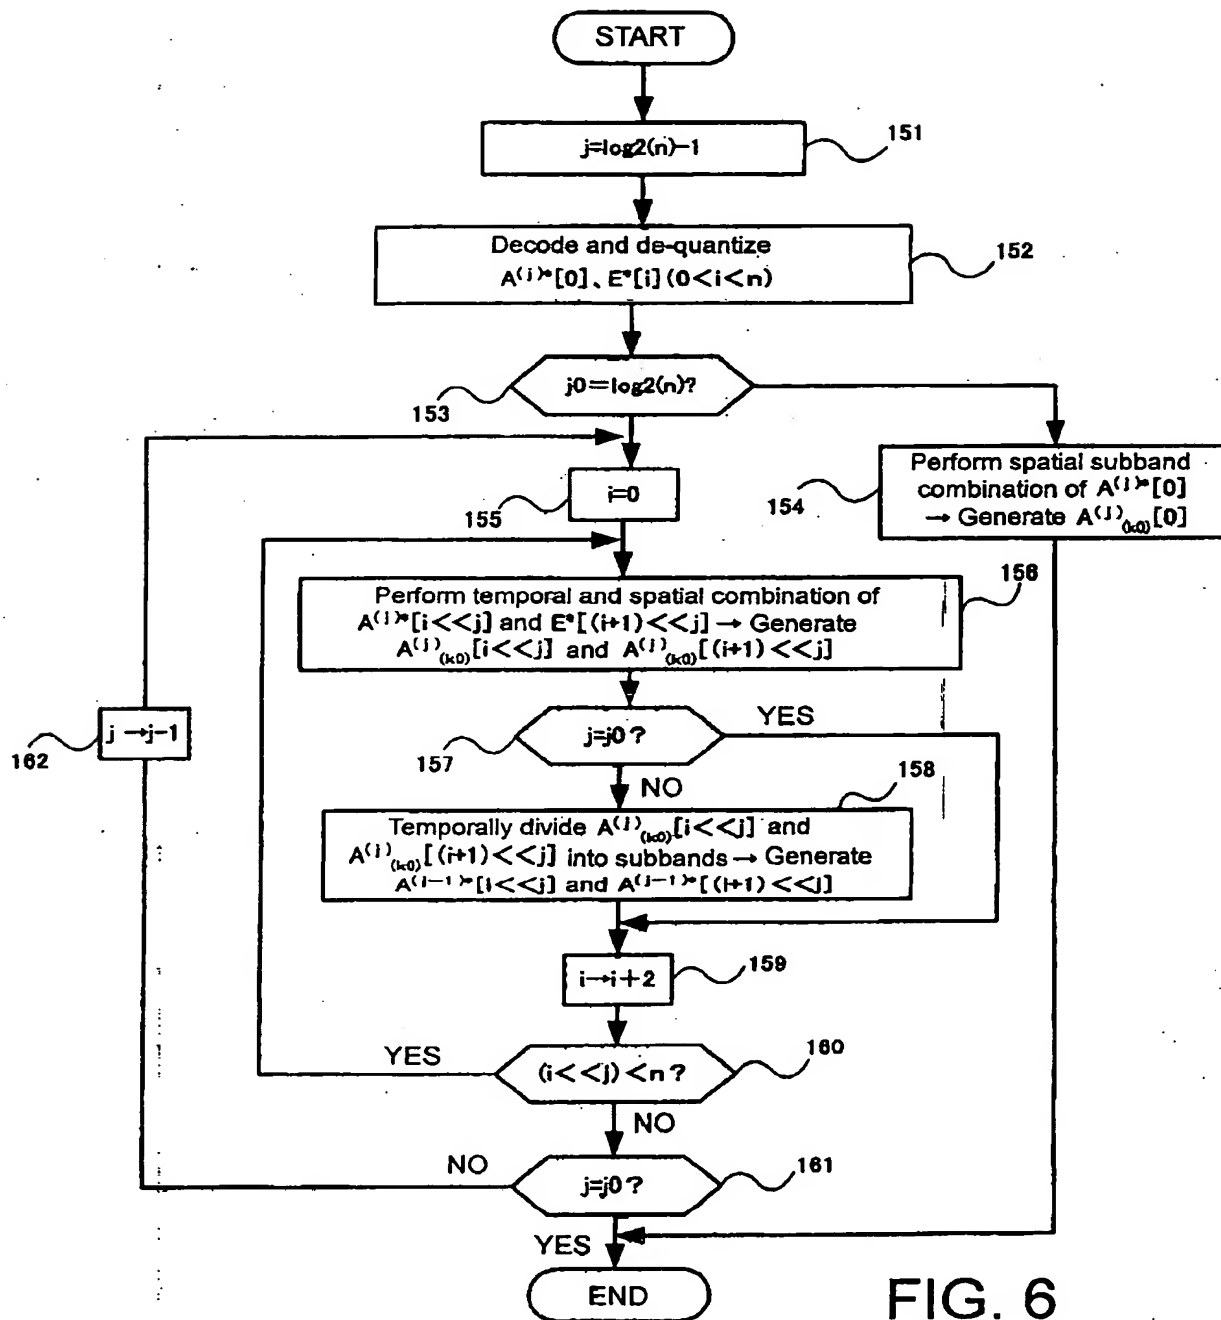 START
j=log2(n)-1
151
Decode and de-quantize
A(j)*[0]、E*[i](0<i<n)
152
j0=log2(n)?
153
Perform spatial subband
combination of A(j)*[0]
→ Generate A(j)(k0)[0]
154
i=0
155
Perform temporal and spatial combination of
A(j)*[i<<j] and E*[(i+1)<<j] → Generate
A(j)(k0)[i<<j] and A(j)(k0)[(i+1)<<j]
156
j=j0?
YES
157
NO
j→j-1
162
158
Temporally divide A(j)(k0)[i<<j] and
A(j)(k0)[(i+1)<<j] into subbands → Generate
A(j-1)*[i<<j] and A(j-1)*[(i+1)<<j]
i→i+2
159
YES
(i<<j)<n?
160
NO
NO
j=j0?
161
YES
END
FIG. 6